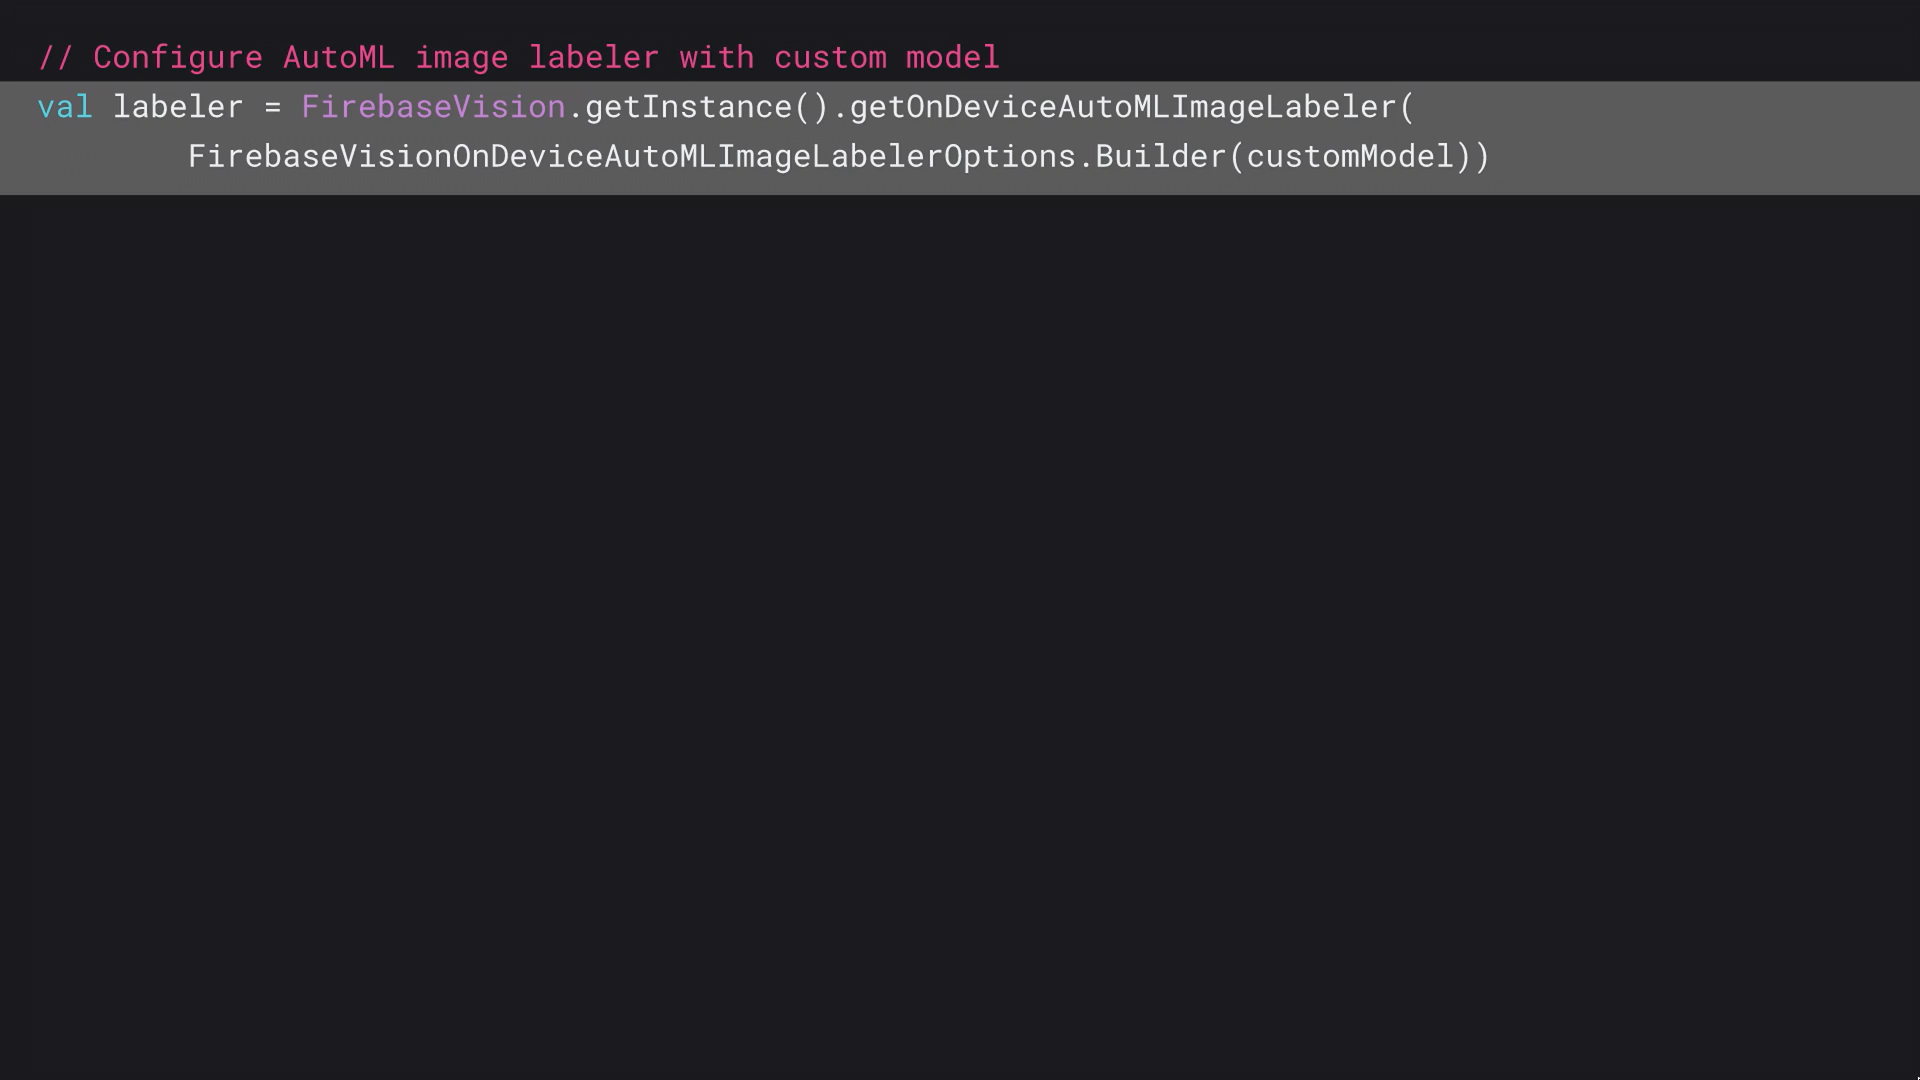 // Configure AutoML image labeler with custom model
val labeler = FirebaseVision.getInstance().getOnDeviceAutoMLImageLabeler(
FirebaseVisionOnDeviceAutoMLImageLabelerOptions.Builder(customModel))